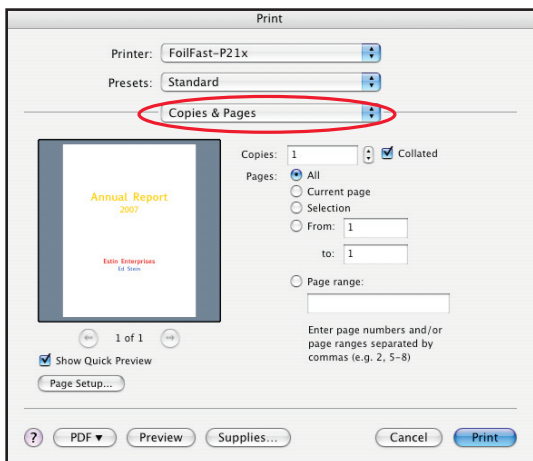 Print
Printer: FoilFast-P21x
Presets: Standard
Copies & Pages
Copies: 1 Collated
Pages: All
Current page
Selection
From: 1
to: 1
Page range:
Enter page numbers and/or
page ranges separated by
commas (e.g. 2, 5-8)
Annual Report
2007
Estin Enterprises
Ed Stein
1 of 1
Show Quick Preview
Page Setup...
? PDF▼ Preview Supplies... Cancel Print